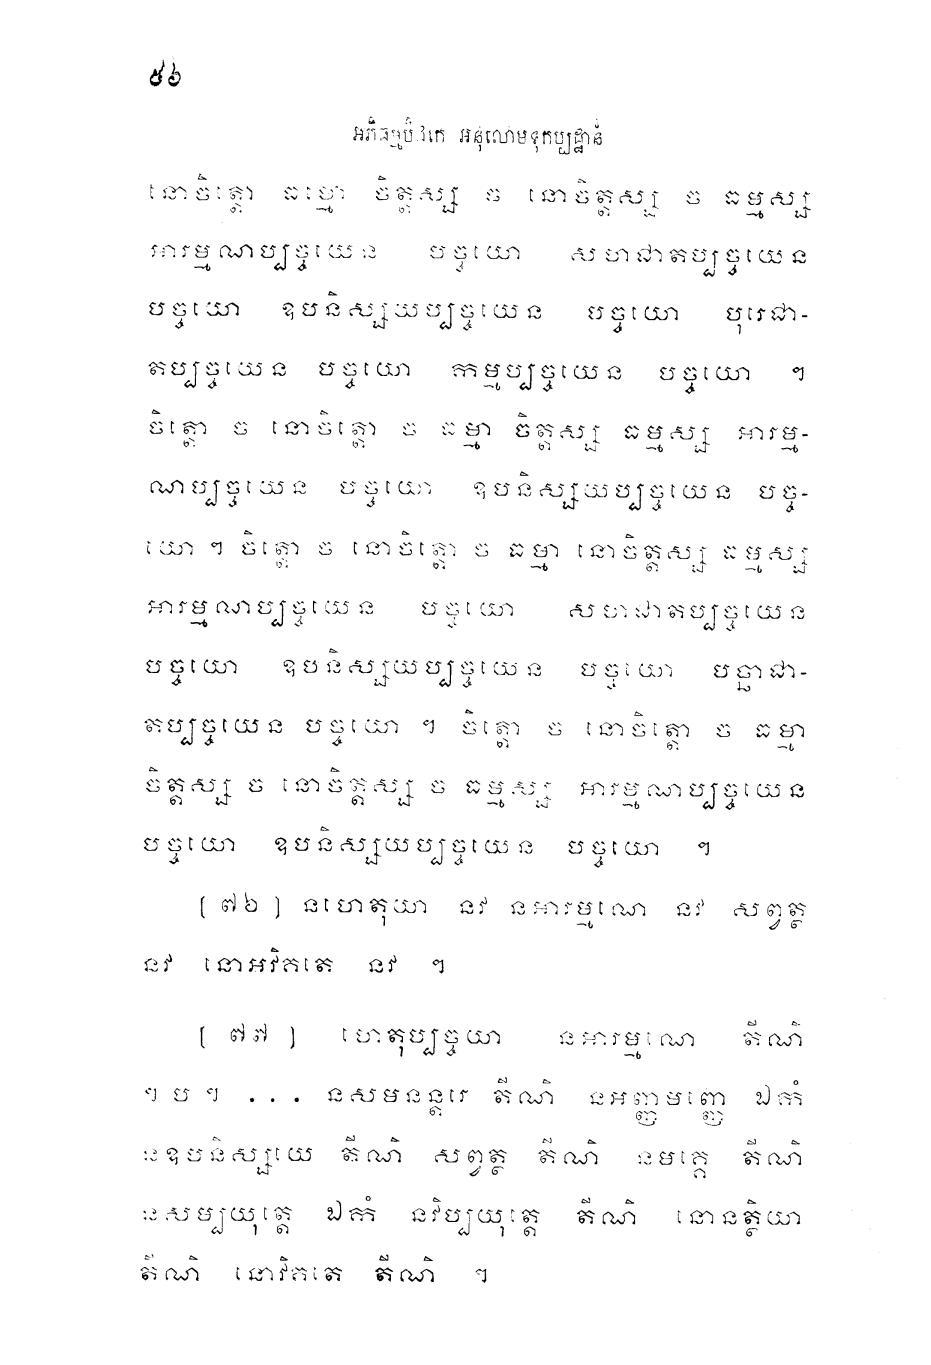 ៥៦
អភិធម្មបិដកេ អនុលោមទុកប្បដ្ឋានំ
នោចិត្តោ ធម្មោ ចិត្តស្ស ច នោចិត្តស្ស ច ធម្មស្ស
អារម្មណប្បច្ចយេន បច្ចយោ សហជាតប្បច្ចយេន
បច្ចយោ ឧបនិស្សយប្បច្ចយេន បច្ចយោ បុរេជា-
តប្បច្ចយេន បច្ចយោ កម្មប្បច្ចយេន បច្ចយោ ។
ចិត្តោ ច នោចិត្តោ ច ធម្មា ចិត្តស្ស ធម្មស្ស អារម្ម-
ណប្បច្ចយេន បច្ចយោ ឧបនិស្សយប្បច្ចយេន បច្ច-
យោ ។ ចិត្តោ ច នោចិត្តោ ច ធម្មា នោចិត្តស្ស ធម្មស្ស
អារម្មណប្បច្ចយេន បច្ចយោ សហជាតប្បច្ចយេន
បច្ចយោ ឧបនិស្សយប្បច្ចយេន បច្ចយោ បច្ឆាជា-
តប្បច្ចយេន បច្ចយោ ។ ចិត្តោ ច នោចិត្តោ ច ធម្មា
ចិត្តស្ស ច នោចិត្តស្ស ច ធម្មស្ស អារម្មណប្បច្ចយេន
បច្ចយោ ឧបនិស្សយប្បច្ចយេន បច្ចយោ ។
[ ៧៦ ] នហេតុយា នវ នអារម្មណេ នវ សព្វត្ថ
នវ នោអវិគតេ នវ ។
[ ៧៧ ] ហេតុប្បច្ចយា នអារម្មណេ តីណិ
។ ប ។ ... នសមនន្តរេ តីណិ នអញ្ញមញ្ញេ ឯកំ
នឧបនិស្សយេ តីណិ សព្វត្ថ តីណិ នមគ្គេ តីណិ
នសម្បយុត្តេ ឯកំ នវិប្បយុត្តេ តីណិ នោនត្ថិយា
តីណិ នោវិគតេ តីណិ ។